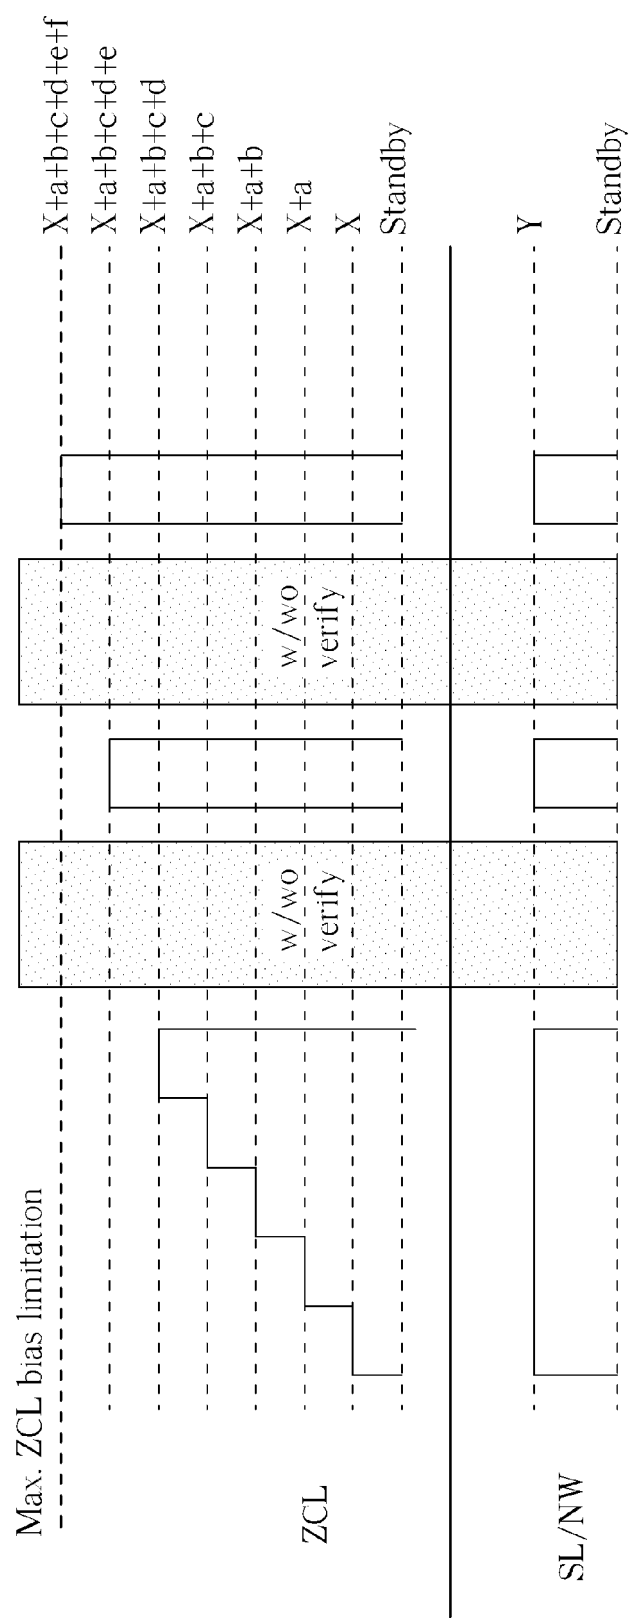 Max. ZCL bias limitation
X+a+b+c+d+e+f
X+a+b+c+d+e
X+a+b+c+d
X+a+b+c
X+a+b
X+a
X
Standby
ZCL
w/wo
verify
w/wo
verify
Y
Standby
SL/NW